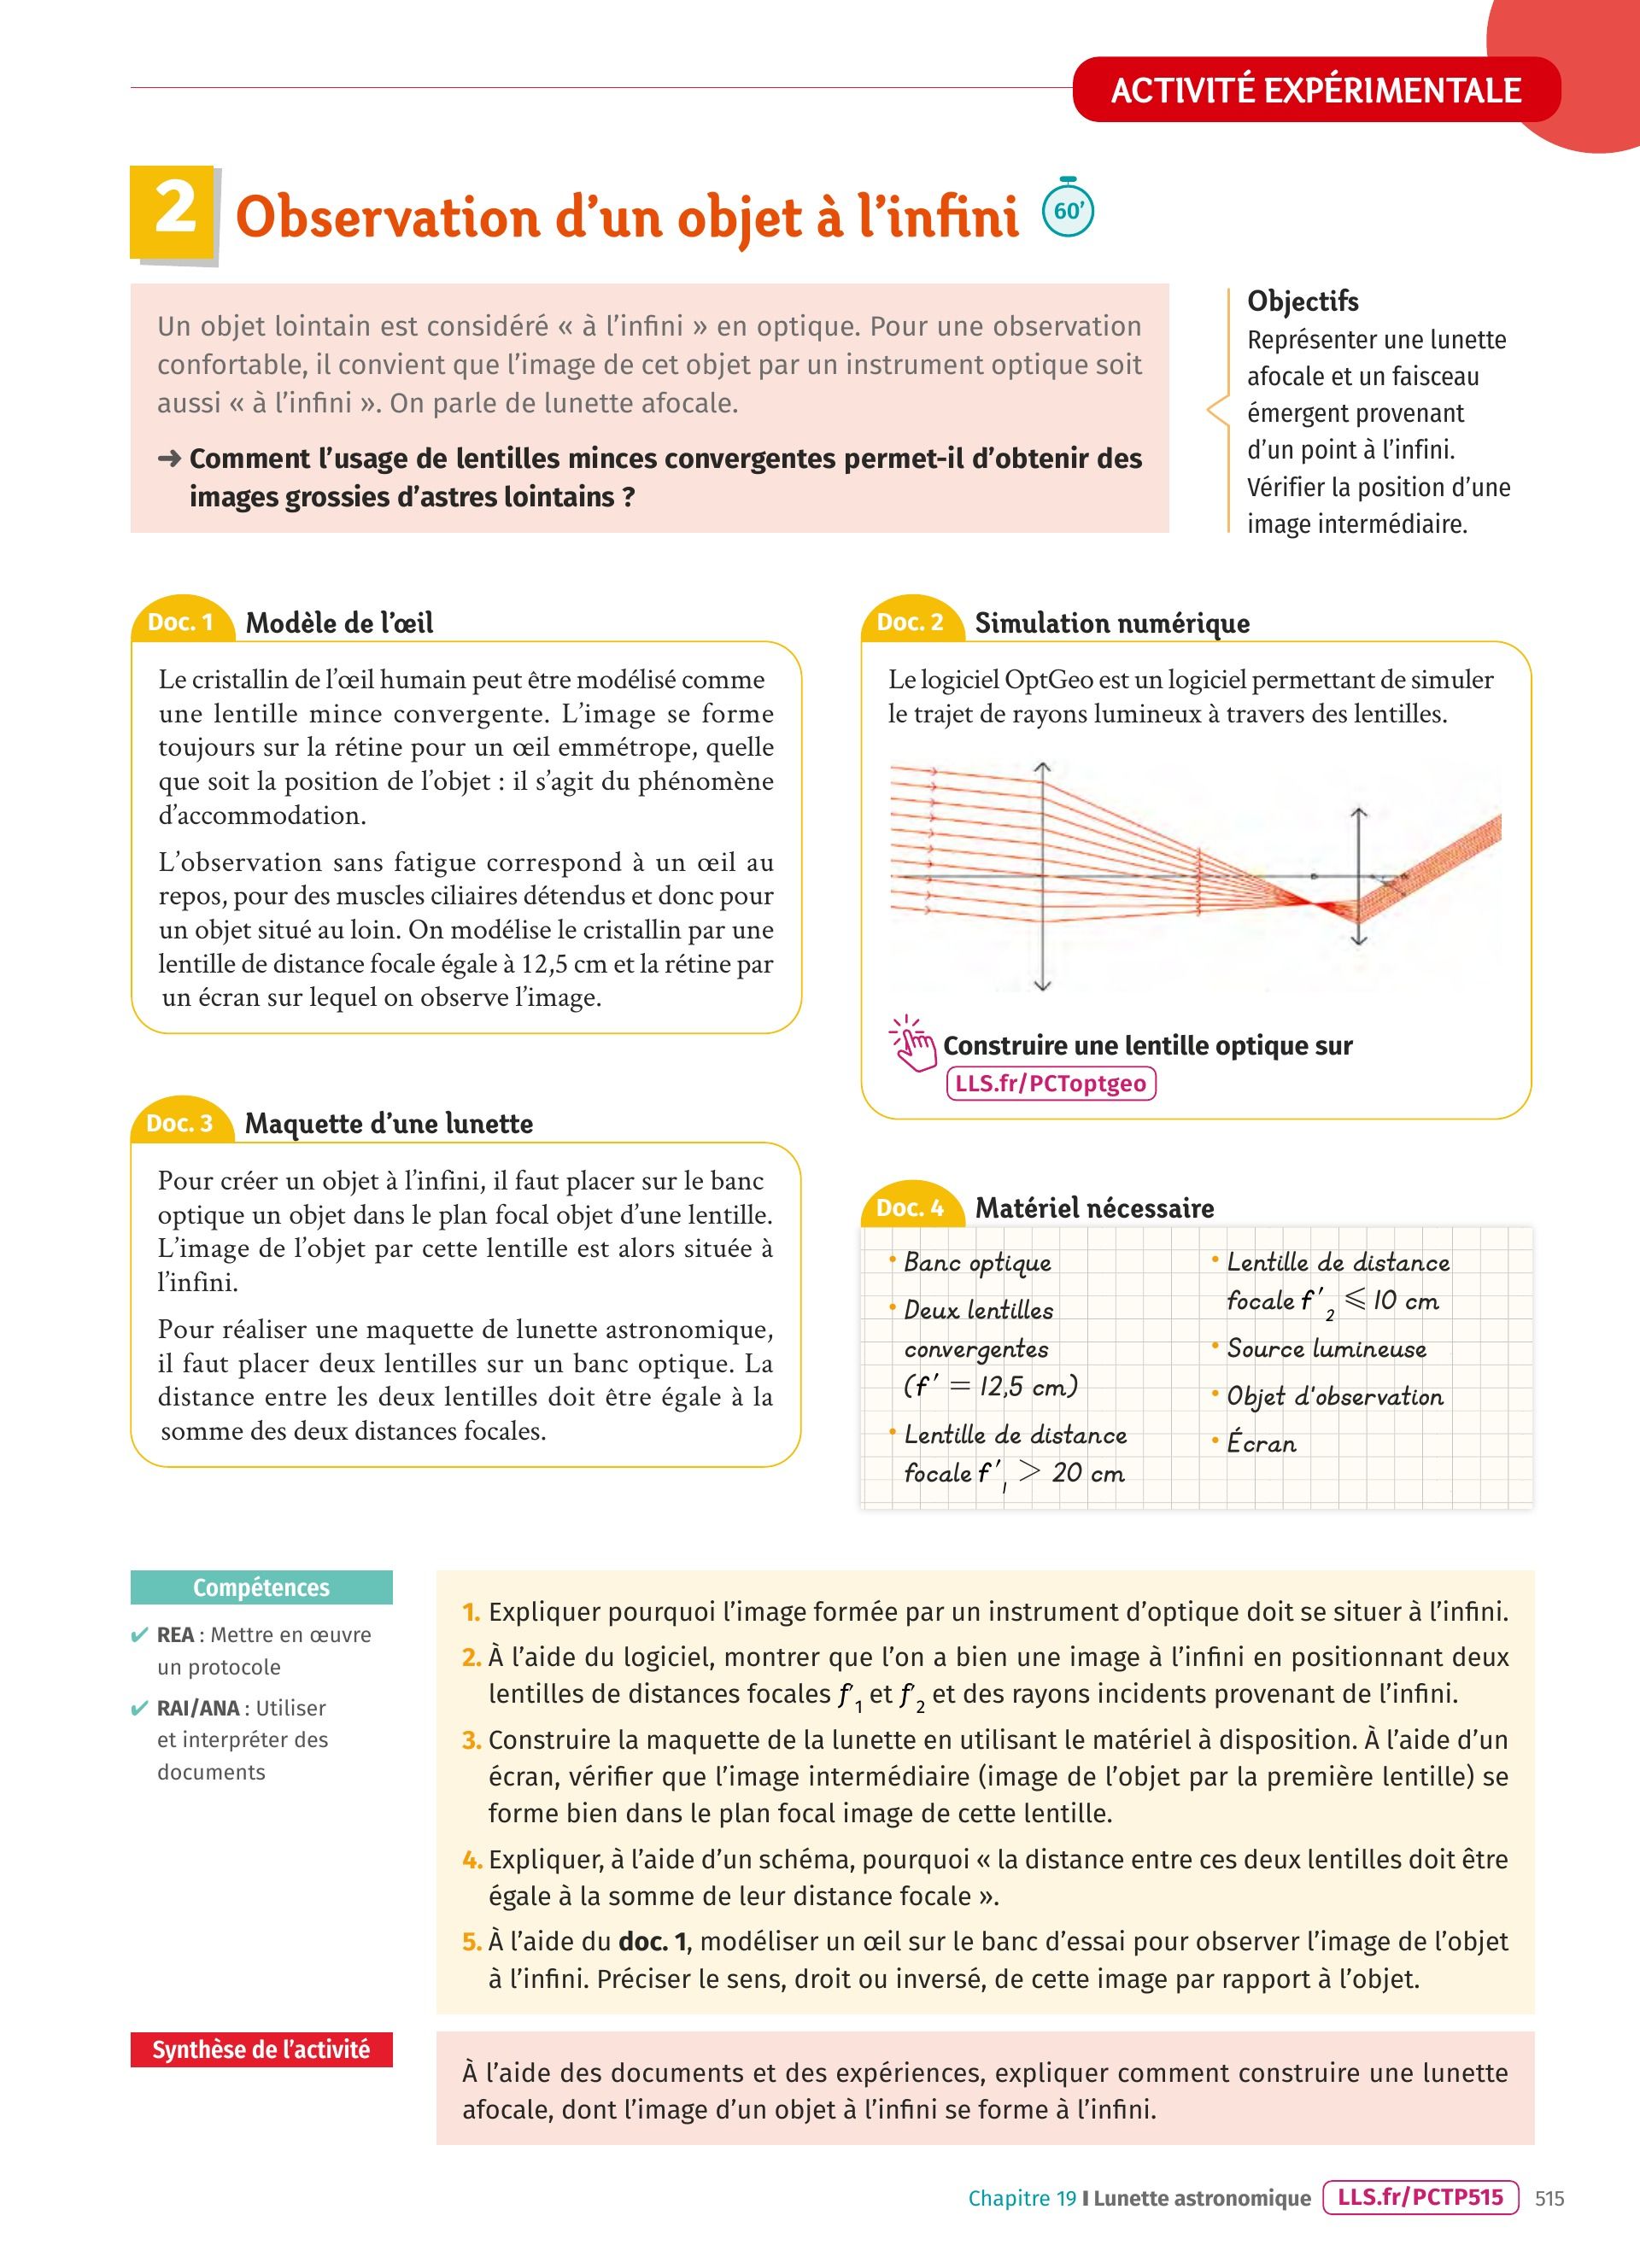 ACTIVITÉ EXPÉRIMENTALE
2 Observation d’un objet à l’infini 60’
Un objet lointain est considéré « à l’infini » en optique. Pour une observation
confortable, il convient que l’image de cet objet par un instrument optique soit
aussi « à l’infini ». On parle de lunette afocale.
➜ Comment l’usage de lentilles minces convergentes permet-il d’obtenir des
images grossies d’astres lointains ?
Objectifs
Représenter une lunette
afocale et un faisceau
émergent provenant
d’un point à l’infini.
Vérifier la position d’une
image intermédiaire.
Doc. 1 Modèle de l’œil
Le cristallin de l’œil humain peut être modélisé comme
une lentille mince convergente. L’image se forme
toujours sur la rétine pour un œil emmétrope, quelle
que soit la position de l’objet : il s’agit du phénomène
d’accommodation.
L’observation sans fatigue correspond à un œil au
repos, pour des muscles ciliaires détendus et donc pour
un objet situé au loin. On modélise le cristallin par une
lentille de distance focale égale à 12,5 cm et la rétine par
un écran sur lequel on observe l’image.
Doc. 2 Simulation numérique
Le logiciel OptGeo est un logiciel permettant de simuler
le trajet de rayons lumineux à travers des lentilles.
Construire une lentille optique sur
LLS.fr/PCToptgeo
Doc. 3 Maquette d’une lunette
Pour créer un objet à l’infini, il faut placer sur le banc
optique un objet dans le plan focal objet d’une lentille.
L’image de l’objet par cette lentille est alors située à
l’infini.
Pour réaliser une maquette de lunette astronomique,
il faut placer deux lentilles sur un banc optique. La
distance entre les deux lentilles doit être égale à la
somme des deux distances focales.
Doc. 4 Matériel nécessaire
• Banc optique
• Deux lentilles
convergentes
(f′ = 12,5 cm)
• Lentille de distance
focale f′₁ > 20 cm
• Lentille de distance
focale f′₂ ⩽ 10 cm
• Source lumineuse
• Objet d’observation
• Écran
Compétences
✔ REA : Mettre en œuvre
un protocole
✔ RAI/ANA : Utiliser
et interpréter des
documents
1. Expliquer pourquoi l’image formée par un instrument d’optique doit se situer à l’infini.
2. À l’aide du logiciel, montrer que l’on a bien une image à l’infini en positionnant deux
lentilles de distances focales f′₁ et f′₂ et des rayons incidents provenant de l’infini.
3. Construire la maquette de la lunette en utilisant le matériel à disposition. À l’aide d’un
écran, vérifier que l’image intermédiaire (image de l’objet par la première lentille) se
forme bien dans le plan focal image de cette lentille.
4. Expliquer, à l’aide d’un schéma, pourquoi « la distance entre ces deux lentilles doit être
égale à la somme de leur distance focale ».
5. À l’aide du doc. 1, modéliser un œil sur le banc d’essai pour observer l’image de l’objet
à l’infini. Préciser le sens, droit ou inversé, de cette image par rapport à l’objet.
Synthèse de l’activité
À l’aide des documents et des expériences, expliquer comment construire une lunette
afocale, dont l’image d’un objet à l’infini se forme à l’infini.
Chapitre 19 I Lunette astronomique LLS.fr/PCTP515 515